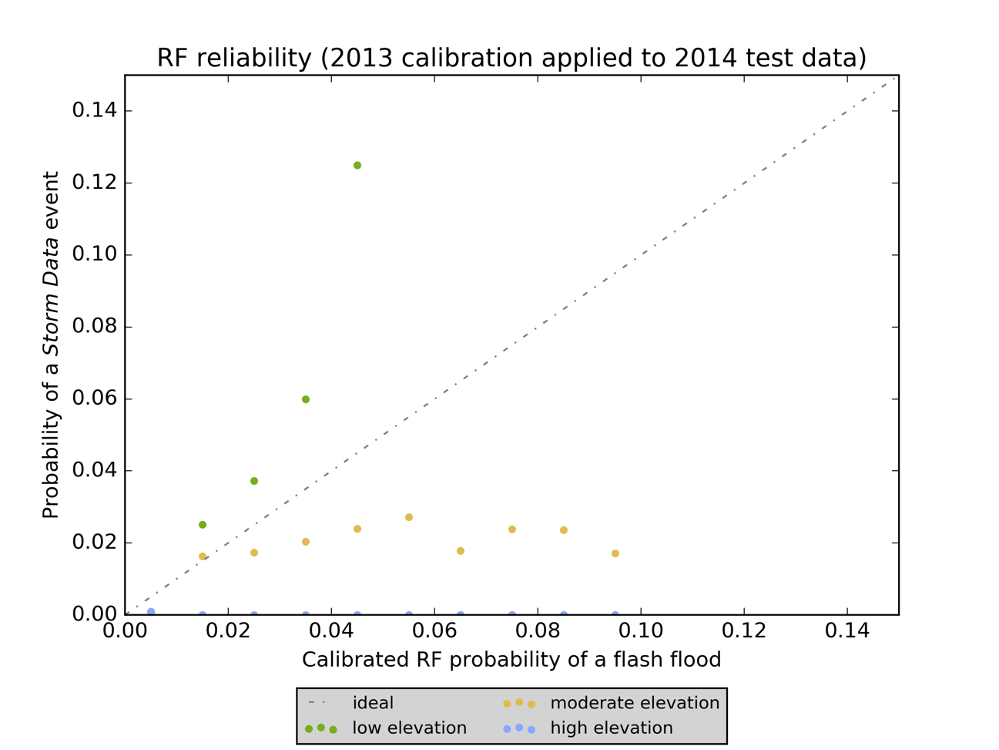 RF reliability (2013 calibration applied to 2014 test data)
Probability of a Storm Data event
0.14
0.12
0.10
0.08
0.06
0.04
0.02
0.00
0.00 0.02 0.04 0.06 0.08 0.10 0.12 0.14
Calibrated RF probability of a flash flood
ideal moderate elevation
low elevation high elevation